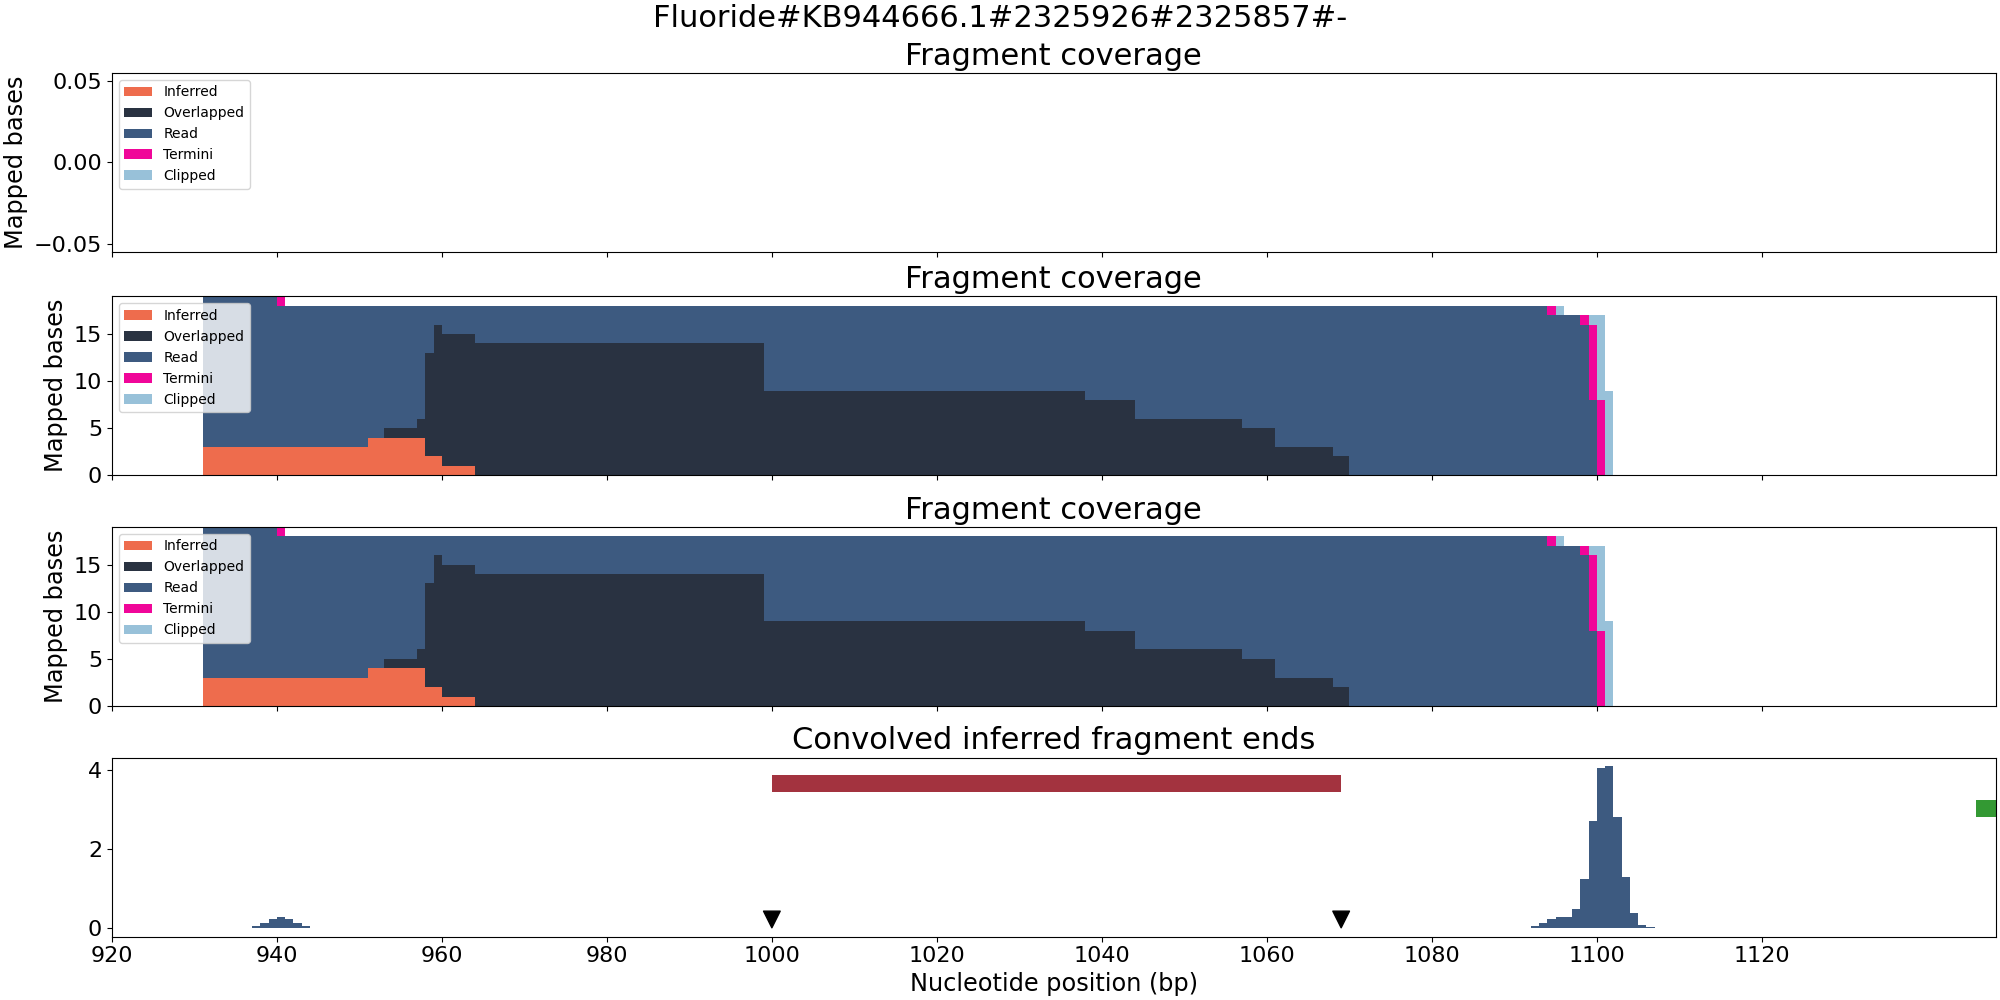 Fluoride#KB944666.1#2325926#2325857#-
Fragment coverage
Mapped bases
0.05
0.00
−0.05
Inferred
Overlapped
Read
Termini
Clipped
Fragment coverage
Mapped bases
15
10
5
0
Inferred
Overlapped
Read
Termini
Clipped
Fragment coverage
Mapped bases
15
10
5
0
Inferred
Overlapped
Read
Termini
Clipped
Convolved inferred fragment ends
4
2
0
920 940 960 980 1000 1020 1040 1060 1080 1100 1120
Nucleotide position (bp)